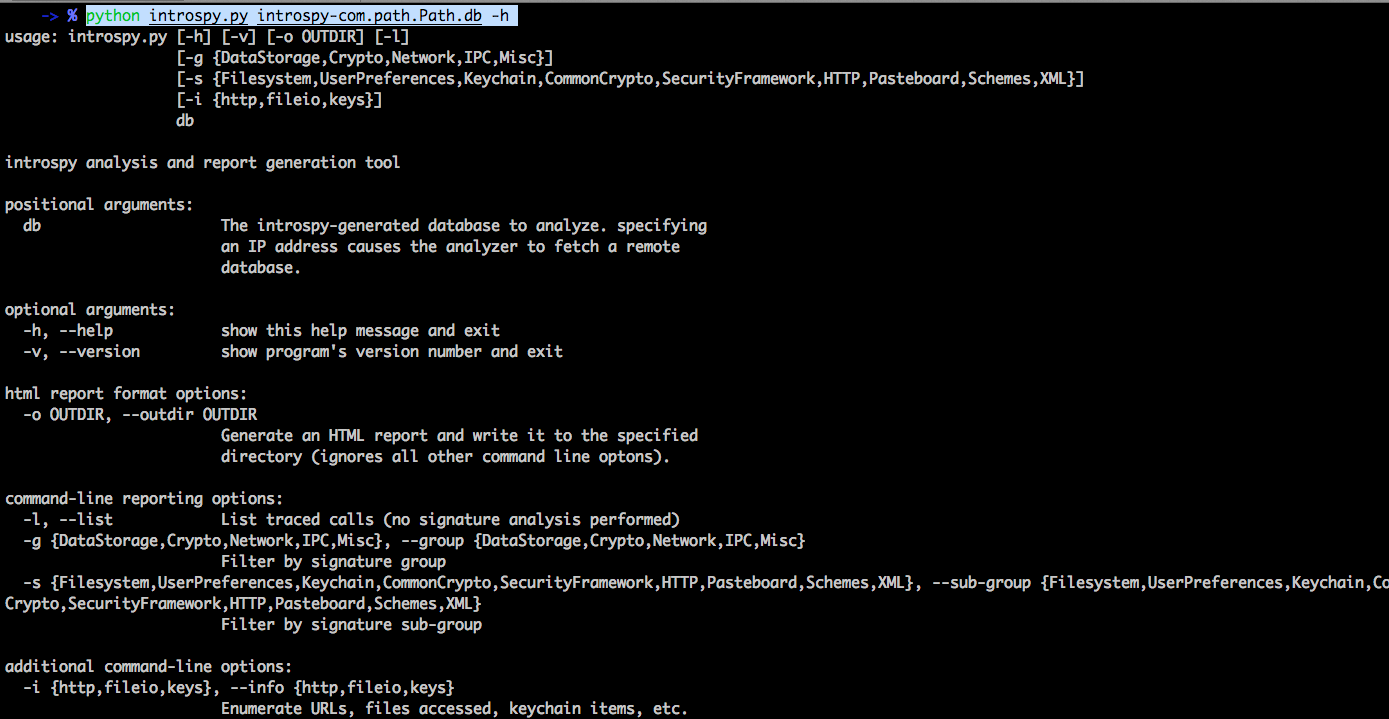 -> % python introspy.py introspy-com.path.Path.db -h
usage: introspy.py [-h] [-v] [-o OUTDIR] [-l]
[-g {DataStorage,Crypto,Network,IPC,Misc}]
[-s {Filesystem,UserPreferences,Keychain,CommonCrypto,SecurityFramework,HTTP,Pasteboard,Schemes,XML}]
[-i {http,fileio,keys}]
db
introspy analysis and report generation tool
positional arguments:
db The introspy-generated database to analyze. specifying
an IP address causes the analyzer to fetch a remote
database.
optional arguments:
-h, --help show this help message and exit
-v, --version show program's version number and exit
html report format options:
-o OUTDIR, --outdir OUTDIR
Generate an HTML report and write it to the specified
directory (ignores all other command line optons).
command-line reporting options:
-l, --list List traced calls (no signature analysis performed)
-g {DataStorage,Crypto,Network,IPC,Misc}, --group {DataStorage,Crypto,Network,IPC,Misc}
Filter by signature group
-s {Filesystem,UserPreferences,Keychain,CommonCrypto,SecurityFramework,HTTP,Pasteboard,Schemes,XML}, --sub-group {Filesystem,UserPreferences,Keychain,Co
Crypto,SecurityFramework,HTTP,Pasteboard,Schemes,XML}
Filter by signature sub-group
additional command-line options:
-i {http,fileio,keys}, --info {http,fileio,keys}
Enumerate URLs, files accessed, keychain items, etc.